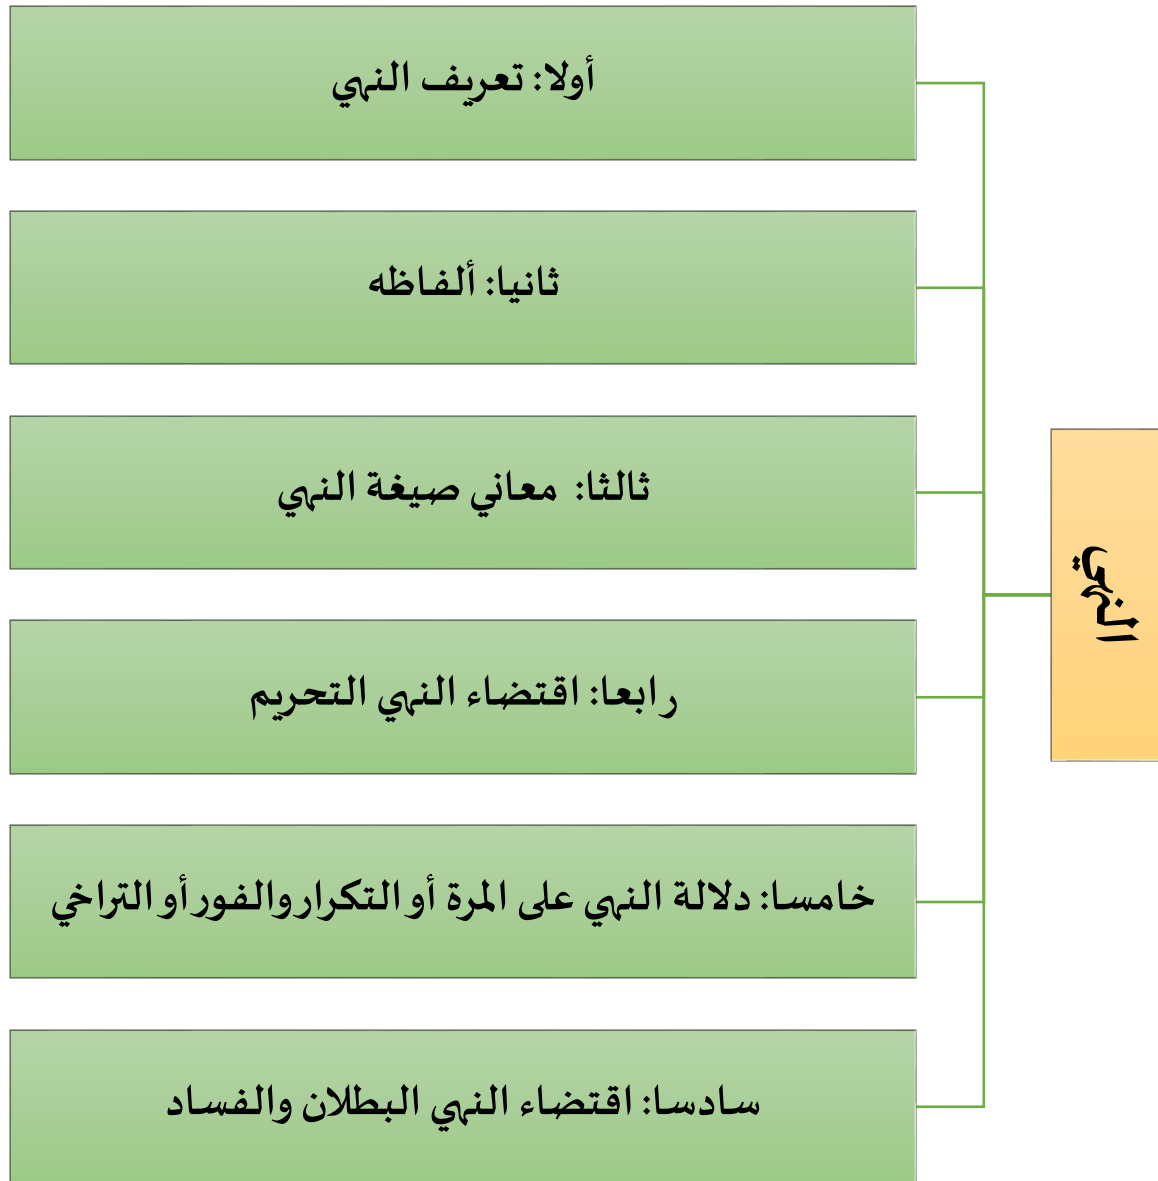 النهي
أولا: تعريف النهي
ثانيا: ألفاظه
ثالثا: معاني صيغة النهي
رابعا: اقتضاء النهي التحريم
خامسا: دلالة النهي على المرة أو التكرار والفور أو التراخي
سادسا: اقتضاء النهي البطلان والفساد